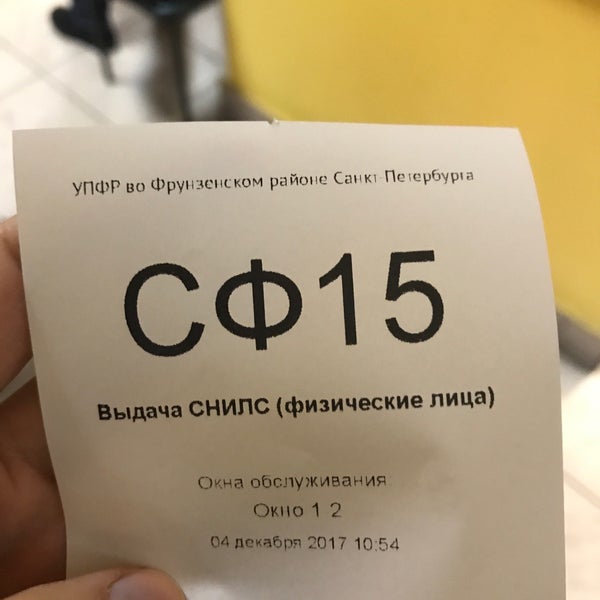 УПФР во Фрунзенском районе Санкт-Петербурга
СФ15
Выдача СНИЛС (физические лица)
Окна обслуживания
Окно 1 2
04 декабря 2017 10:54